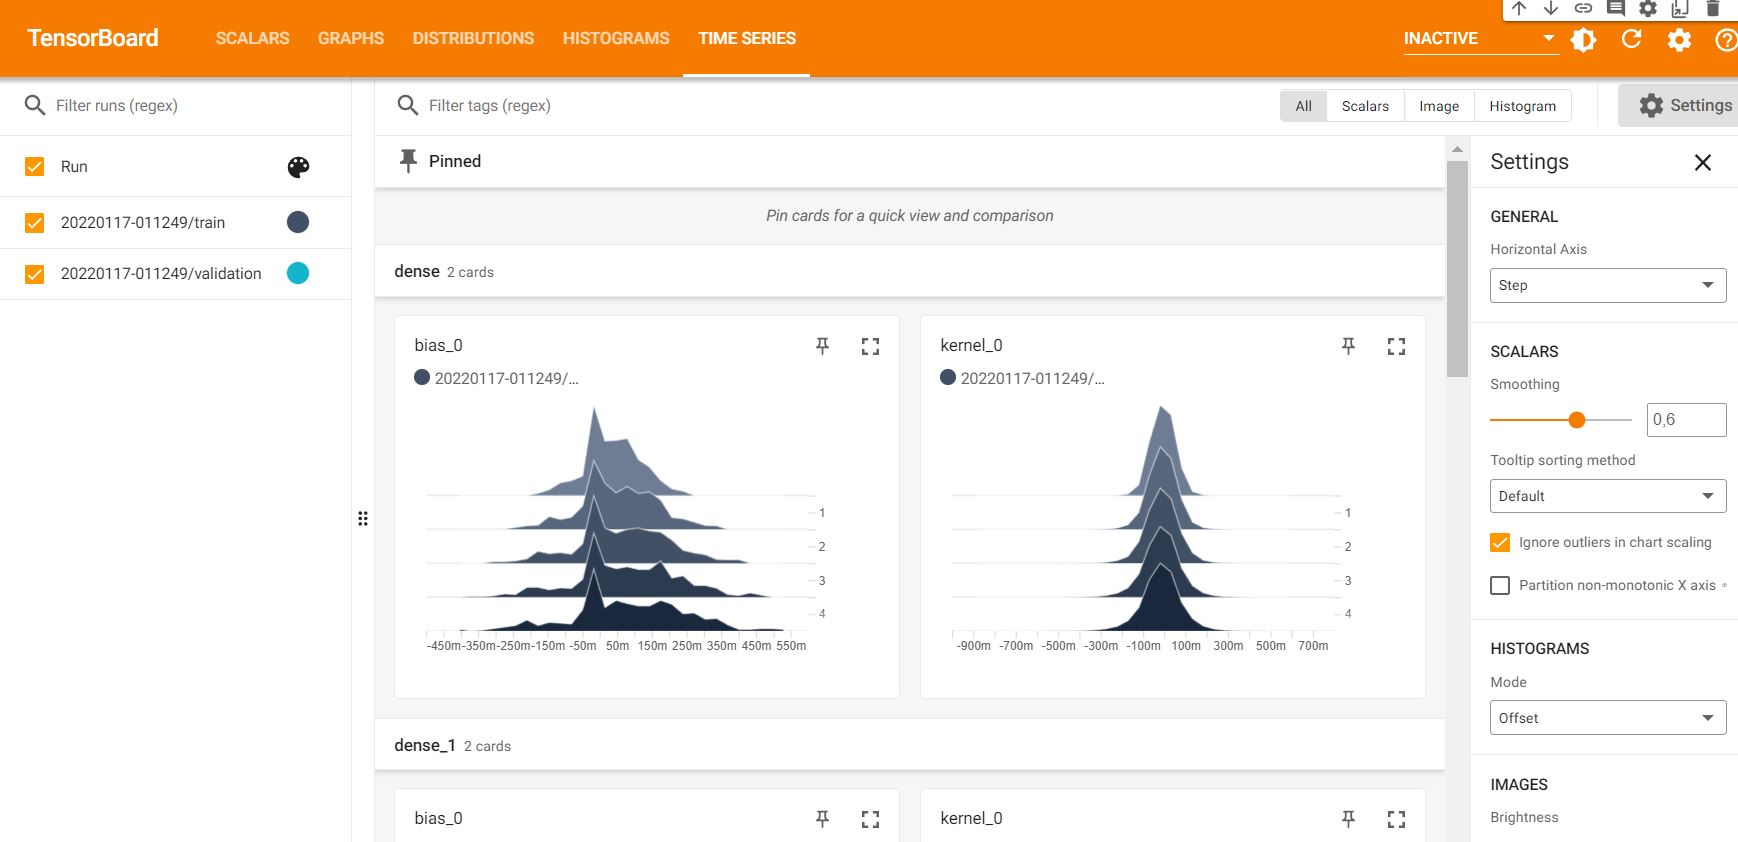 TensorBoard
SCALARS GRAPHS DISTRIBUTIONS HISTOGRAMS TIME SERIES
INACTIVE
Filter runs (regex)
Filter tags (regex)
All Scalars Image Histogram
Settings
Run
20220117-011249/train
20220117-011249/validation
Pinned
Pin cards for a quick view and comparison
dense 2 cards
bias_0
20220117-011249/...
1
2
3
4
-450m -350m -250m -150m -50m 50m 150m 250m 350m 450m 550m
kernel_0
20220117-011249/...
1
2
3
4
-900m -700m -500m -300m -100m 100m 300m 500m 700m
dense_1 2 cards
bias_0
kernel_0
Settings
GENERAL
Horizontal Axis
Step
SCALARS
Smoothing
0,6
Tooltip sorting method
Default
Ignore outliers in chart scaling
Partition non-monotonic X axis
HISTOGRAMS
Mode
Offset
IMAGES
Brightness